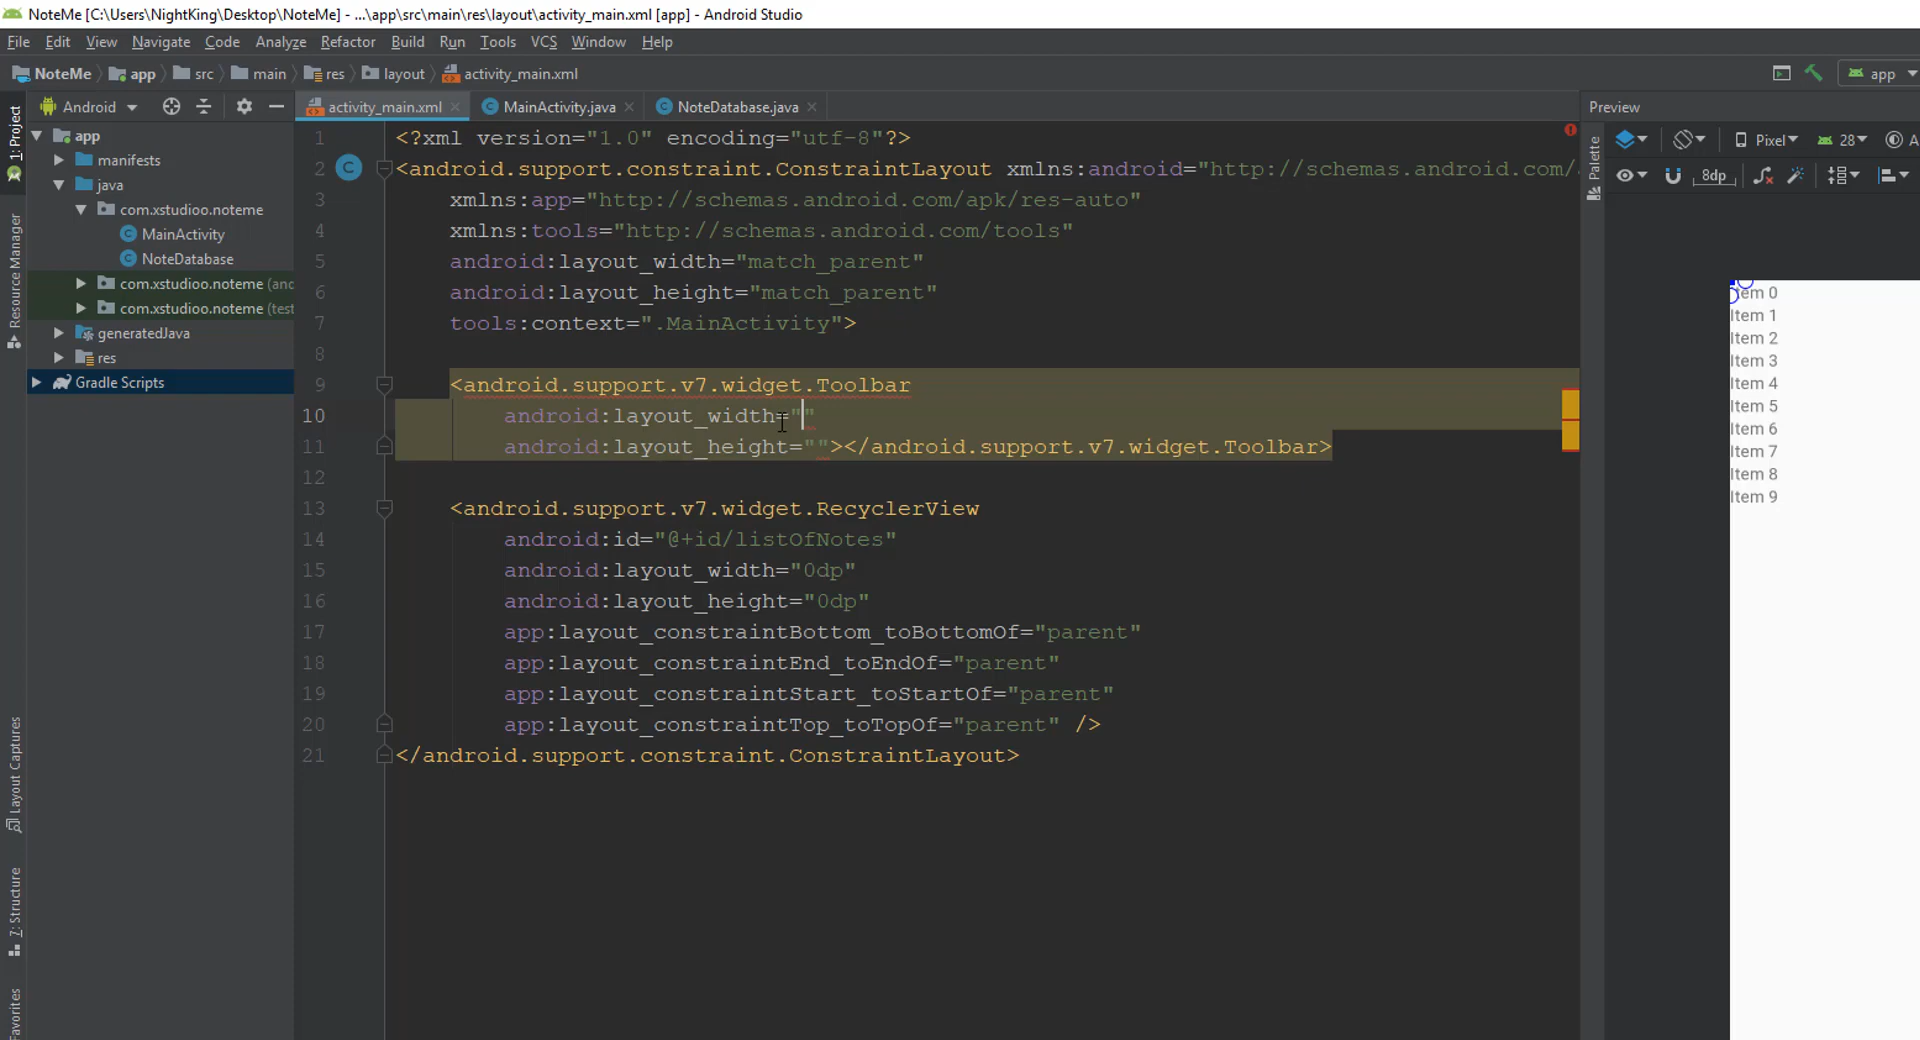 NoteMe [C:\Users\NightKing\Desktop\NoteMe] - ...\app\src\main\res\layout\activity_main.xml [app] - Android Studio
File Edit View Navigate Code Analyze Refactor Build Run Tools VCS Window Help
NoteMe app src main res layout activity_main.xml app
Android activity_main.xml MainActivity.java NoteDatabase.java Preview
1: Project
Resource Manager
Layout Captures
7: Structure
Favorites
app
manifests
java
com.xstudioo.noteme
MainActivity
NoteDatabase
com.xstudioo.noteme (and
com.xstudioo.noteme (test
generatedJava
res
Gradle Scripts
1 <?xml version="1.0" encoding="utf-8"?>
2 <android.support.constraint.ConstraintLayout xmlns:android="http://schemas.android.com/
3 xmlns:app="http://schemas.android.com/apk/res-auto"
4 xmlns:tools="http://schemas.android.com/tools"
5 android:layout_width="match_parent"
6 android:layout_height="match_parent"
7 tools:context=".MainActivity">
8
9 <android.support.v7.widget.Toolbar
10 android:layout_width=""
11 android:layout_height=""></android.support.v7.widget.Toolbar>
12
13 <android.support.v7.widget.RecyclerView
14 android:id="@+id/listOfNotes"
15 android:layout_width="0dp"
16 android:layout_height="0dp"
17 app:layout_constraintBottom_toBottomOf="parent"
18 app:layout_constraintEnd_toEndOf="parent"
19 app:layout_constraintStart_toStartOf="parent"
20 app:layout_constraintTop_toTopOf="parent" />
21 </android.support.constraint.ConstraintLayout>
Palette
Pixel 28 A
8dp
Item 0
Item 1
Item 2
Item 3
Item 4
Item 5
Item 6
Item 7
Item 8
Item 9